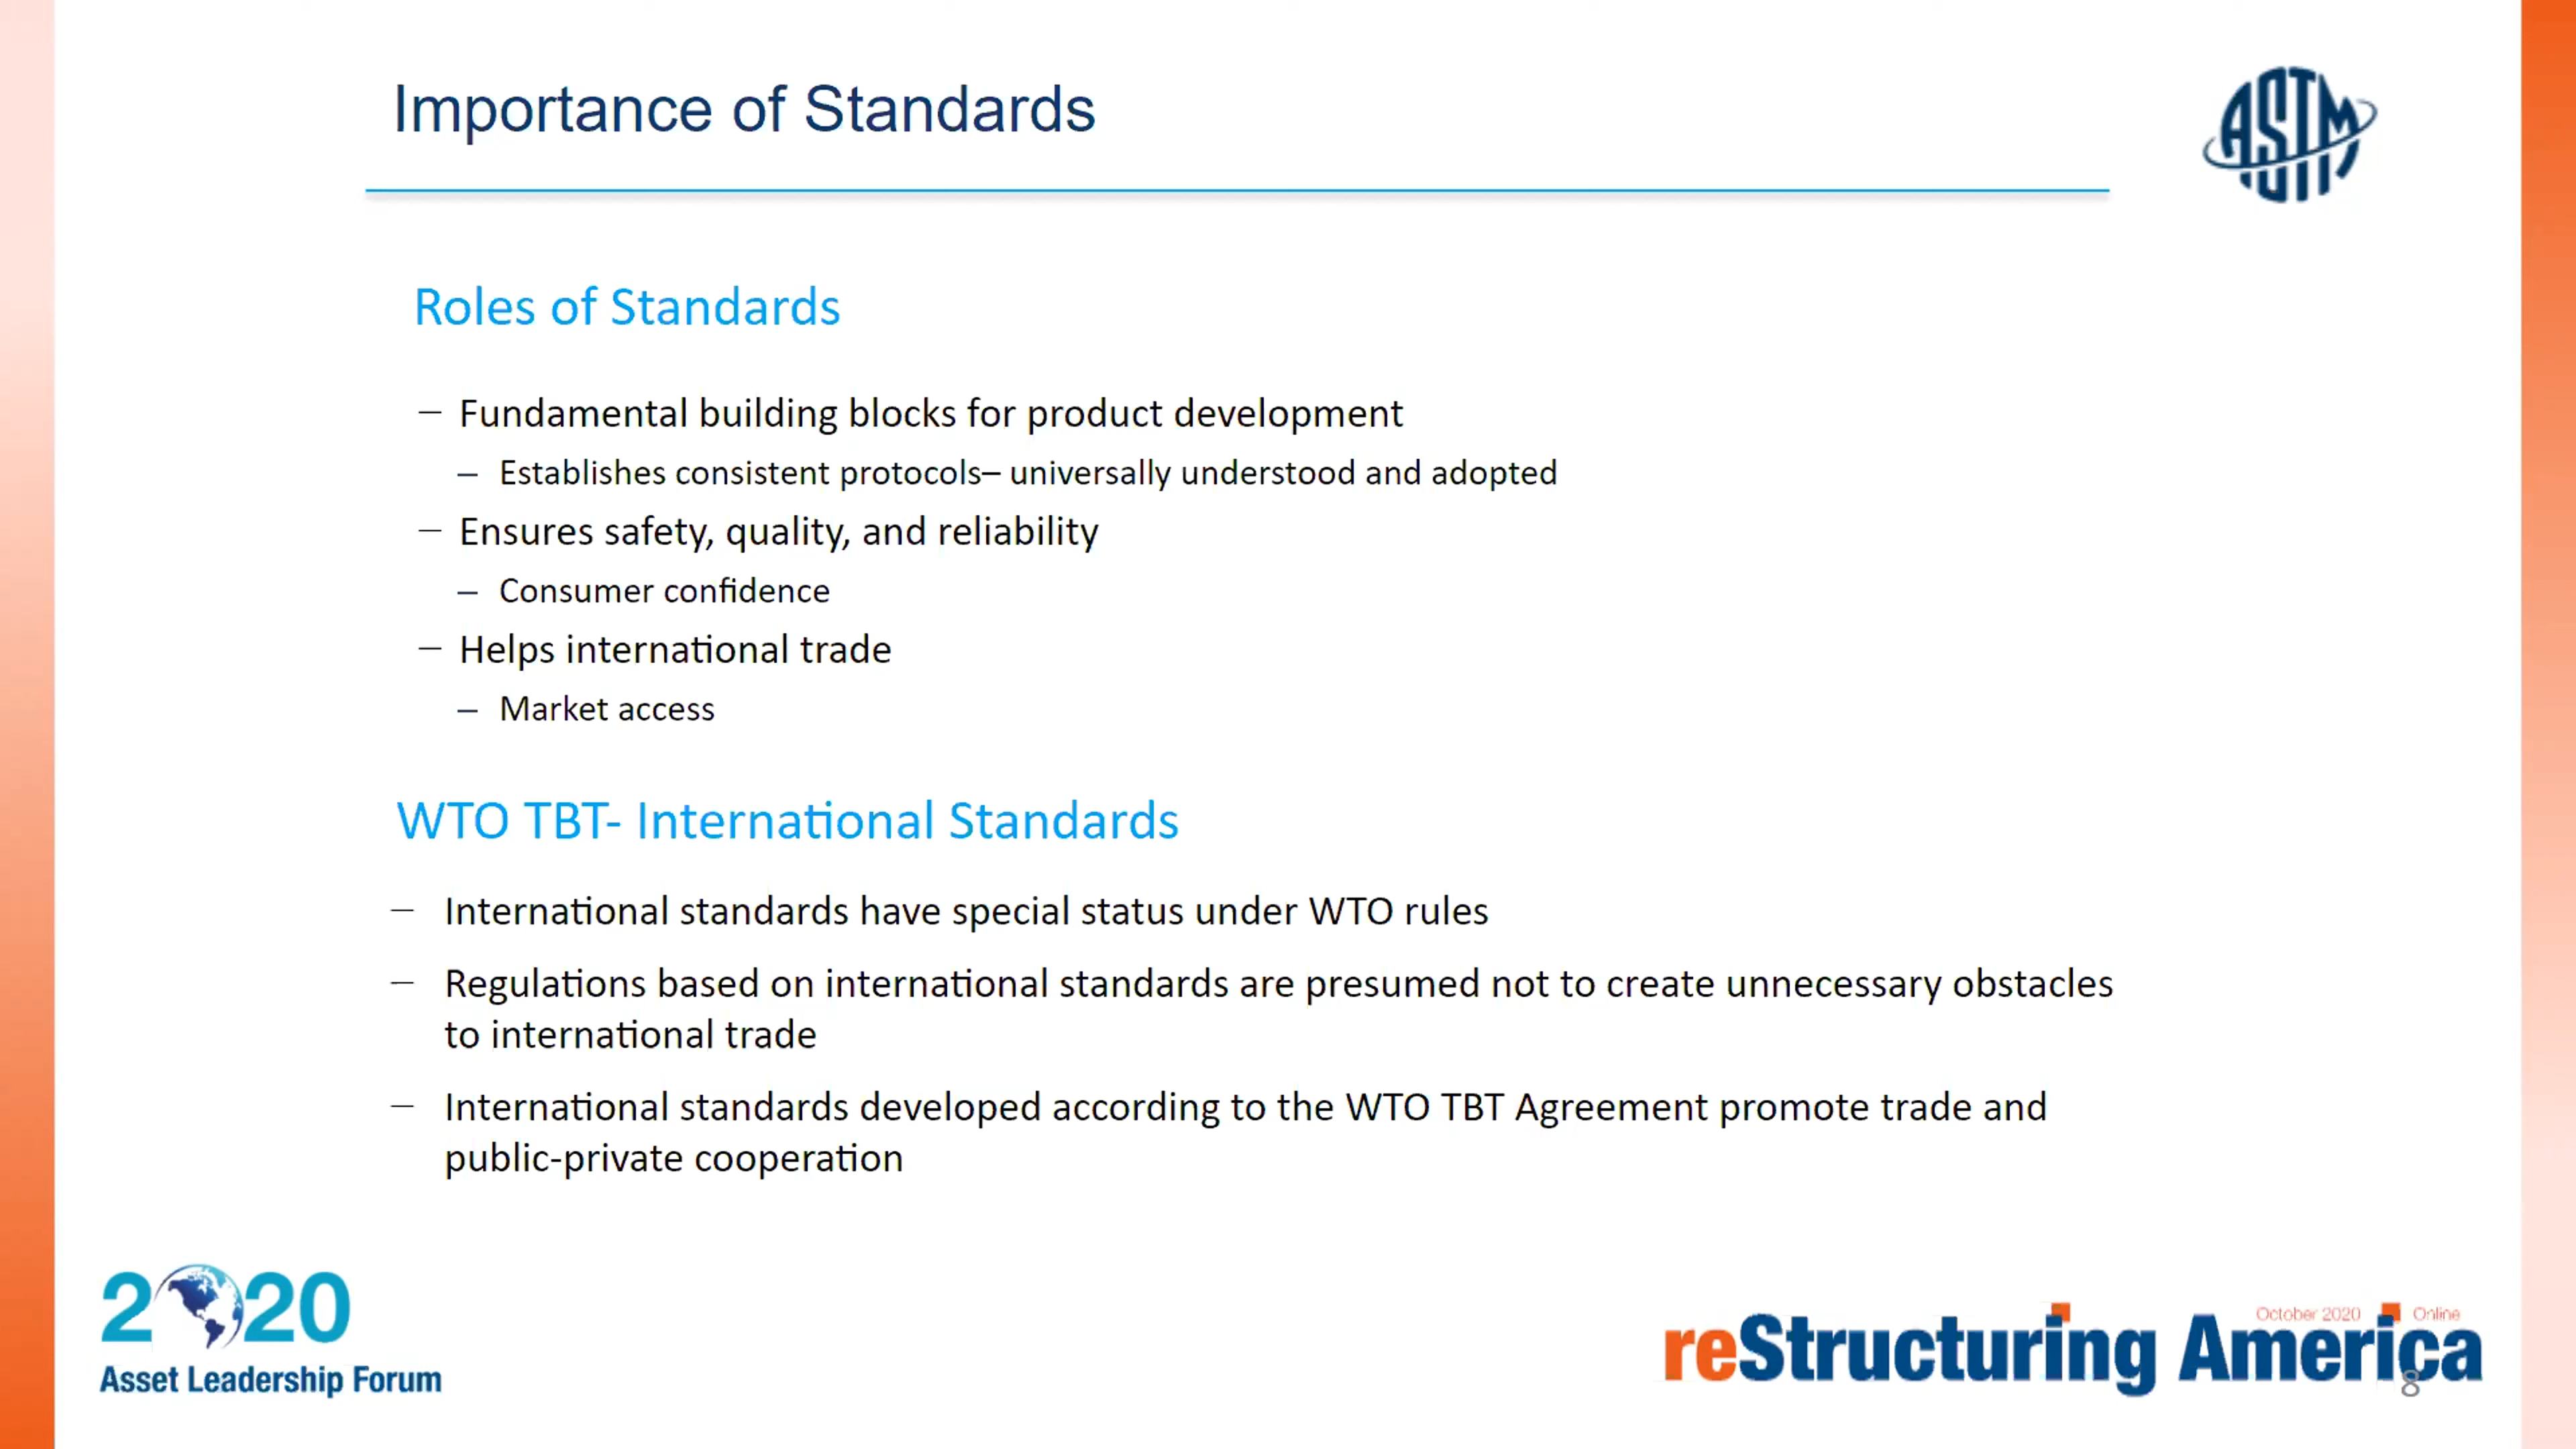 Importance of Standards
ASTM
Roles of Standards
– Fundamental building blocks for product development
– Establishes consistent protocols– universally understood and adopted
– Ensures safety, quality, and reliability
– Consumer confidence
– Helps international trade
– Market access
WTO TBT- International Standards
– International standards have special status under WTO rules
– Regulations based on international standards are presumed not to create unnecessary obstacles
to international trade
– International standards developed according to the WTO TBT Agreement promote trade and
public-private cooperation
2020
Asset Leadership Forum
October 2020 Online
reStructuring America
8